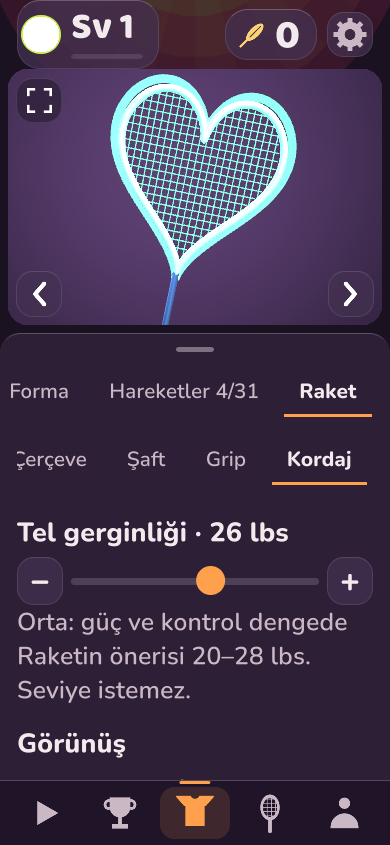 Sv 1
0
Forma Hareketler 4/31 Raket
Çerçeve Şaft Grip Kordaj
Tel gerginliği · 26 lbs
Orta: güç ve kontrol dengede
Raketin önerisi 20–28 lbs.
Seviye istemez.
Görünüş